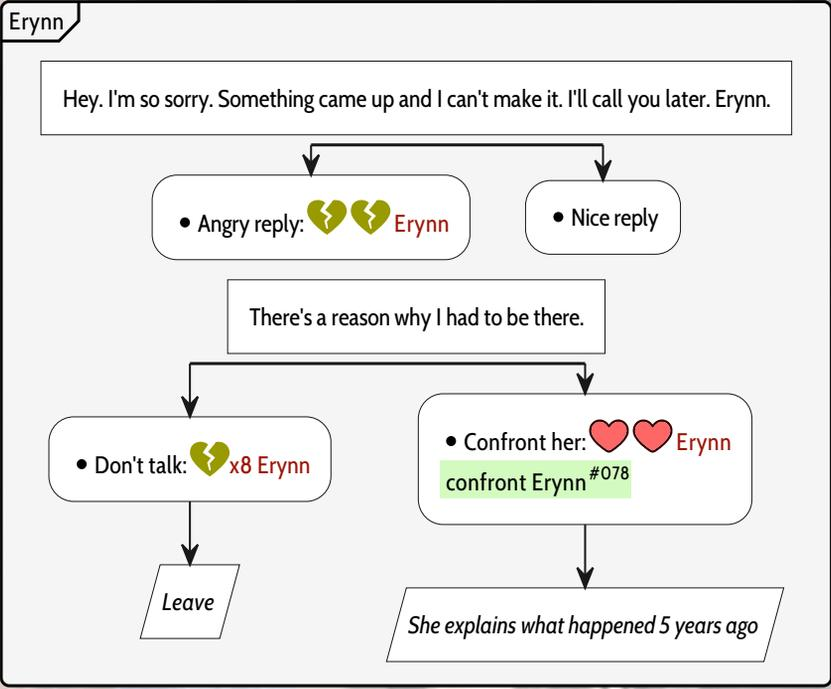 Erynn
Hey. I'm so sorry. Something came up and I can't make it. I'll call you later. Erynn.
• Angry reply: Erynn
• Nice reply
There's a reason why I had to be there.
• Don't talk: x8 Erynn
• Confront her: Erynn
confront Erynn #078
Leave
She explains what happened 5 years ago